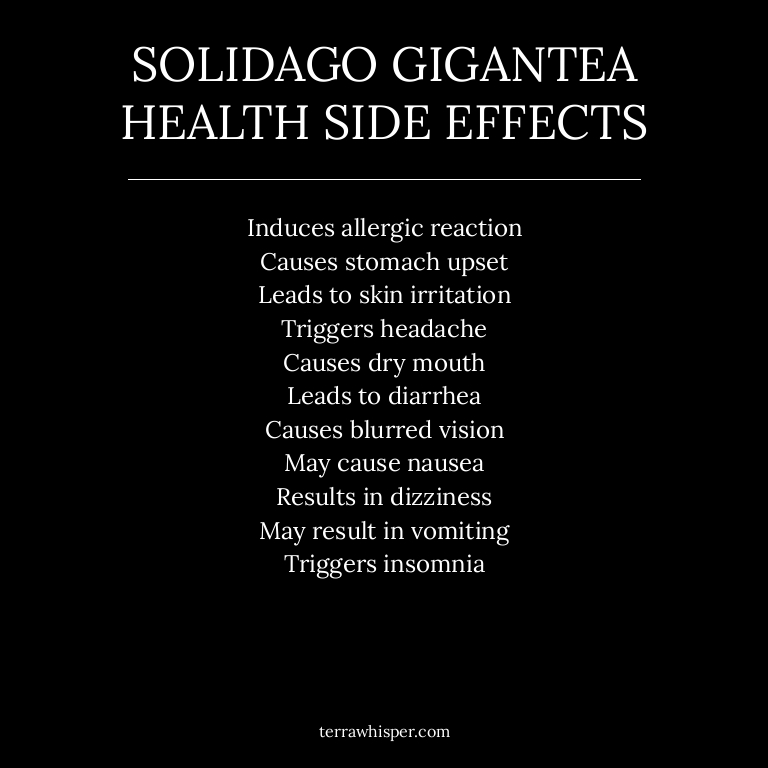 SOLIDAGO GIGANTEA
HEALTH SIDE EFFECTS
Induces allergic reaction
Causes stomach upset
Leads to skin irritation
Triggers headache
Causes dry mouth
Leads to diarrhea
Causes blurred vision
May cause nausea
Results in dizziness
May result in vomiting
Triggers insomnia
terrawhisper.com